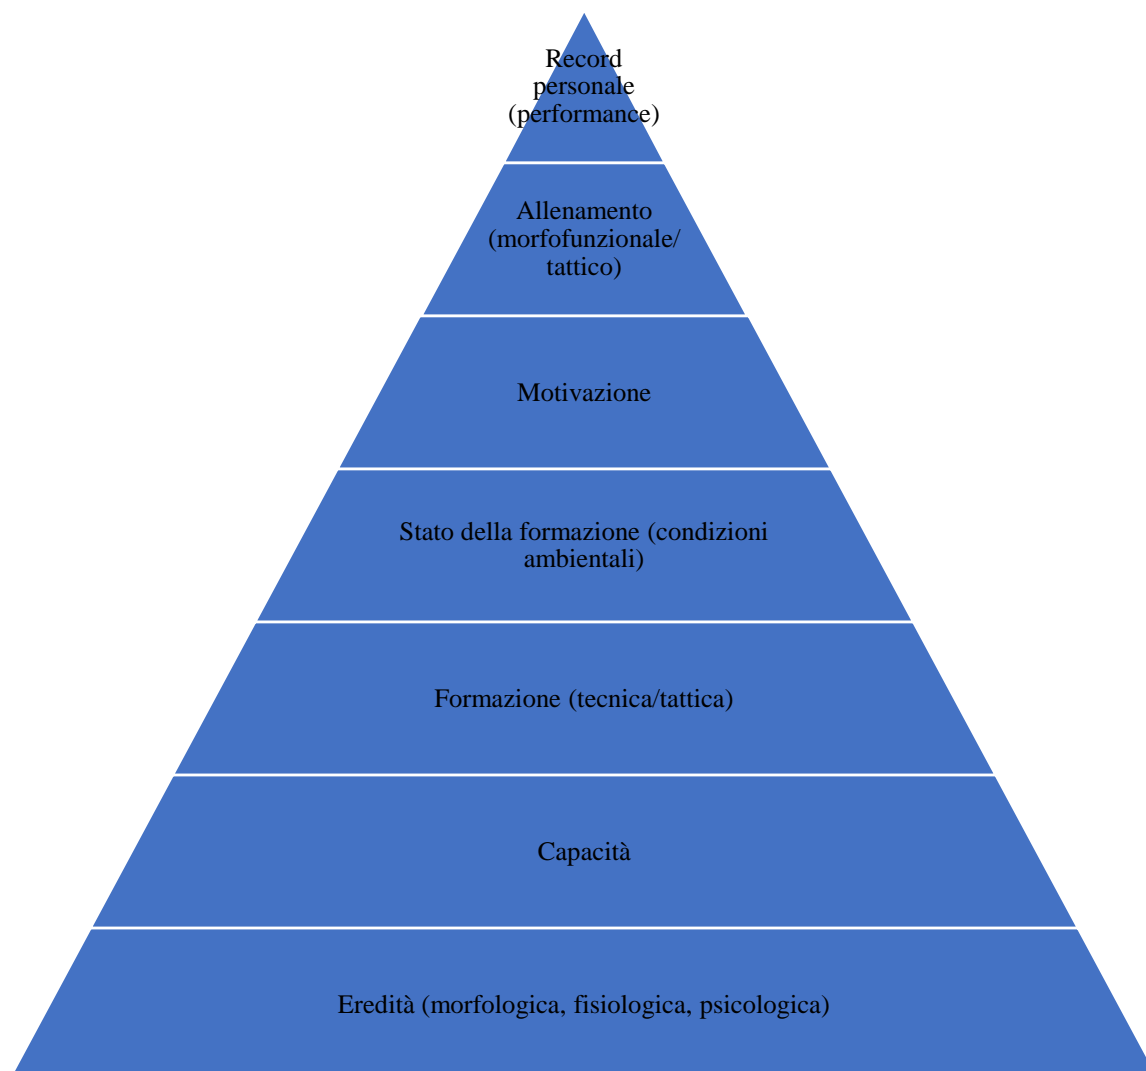 Record
personale
(performance)
Allenamento
(morfofunzionale/
tattico)
Motivazione
Stato della formazione (condizioni
ambientali)
Formazione (tecnica/tattica)
Capacità
Eredità (morfologica, fisiologica, psicologica)